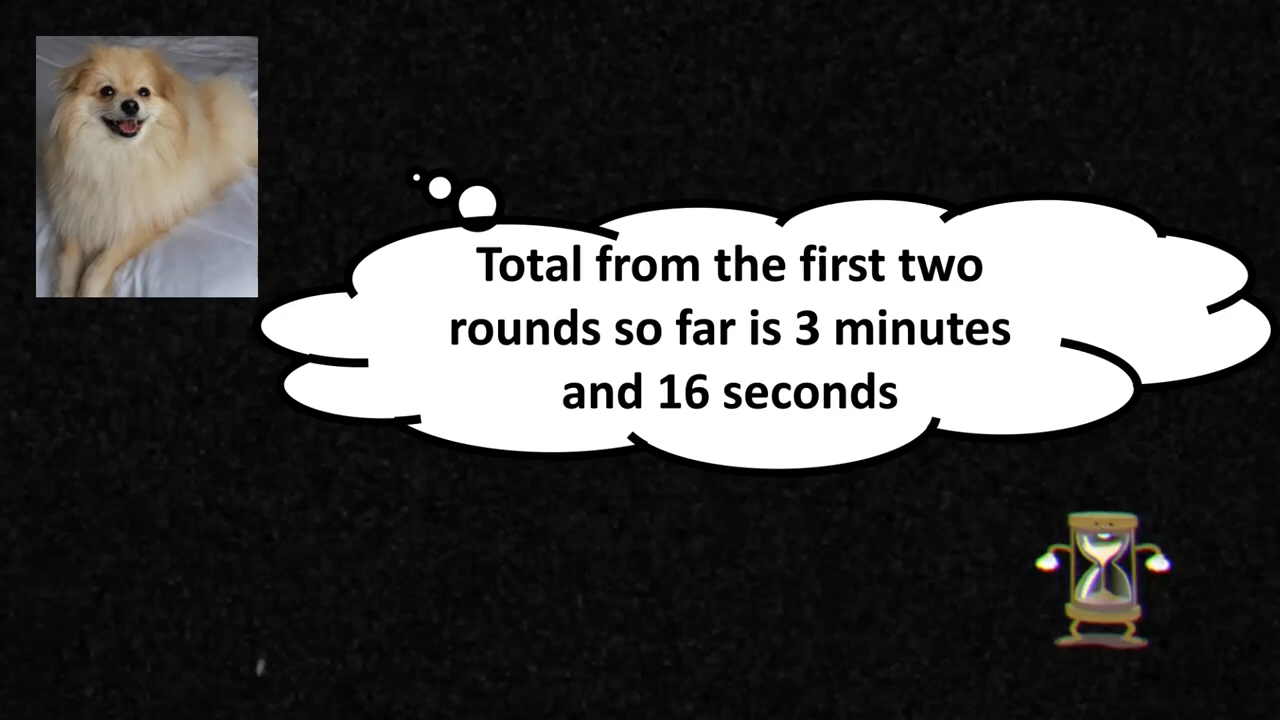 Total from the first two
rounds so far is 3 minutes
and 16 seconds